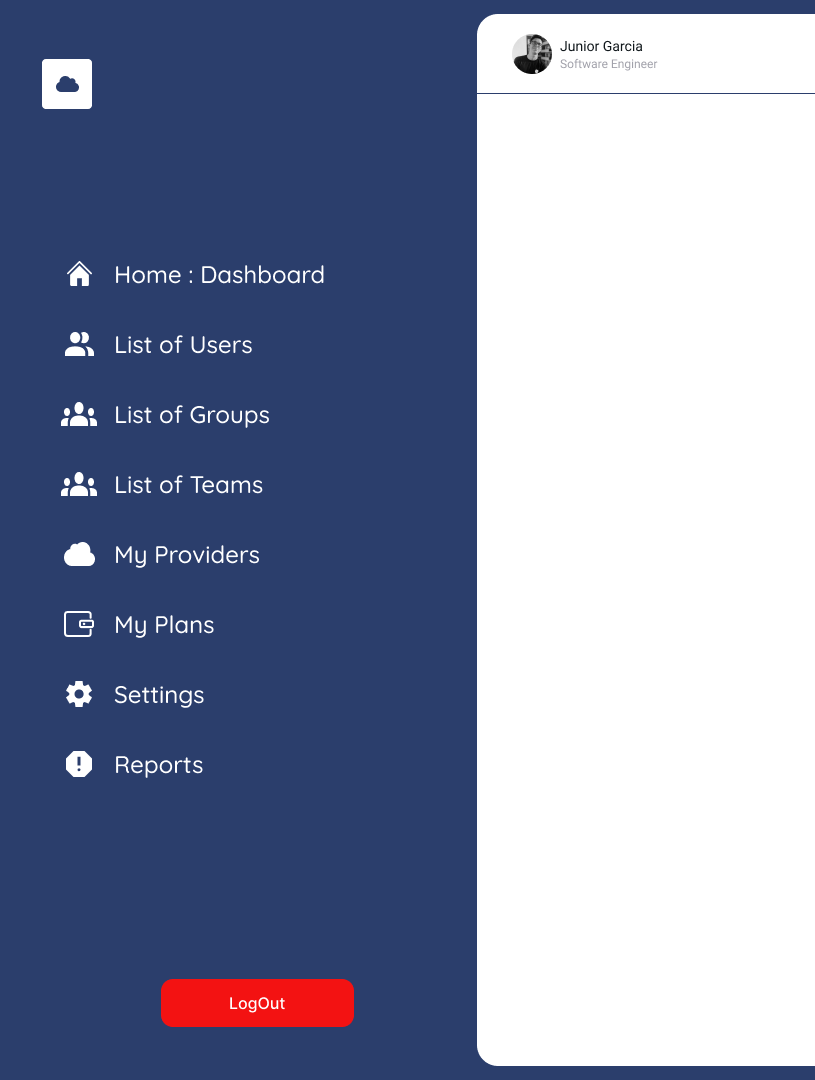 Junior Garcia
Software Engineer
Home : Dashboard
List of Users
List of Groups
List of Teams
My Providers
My Plans
Settings
Reports
LogOut